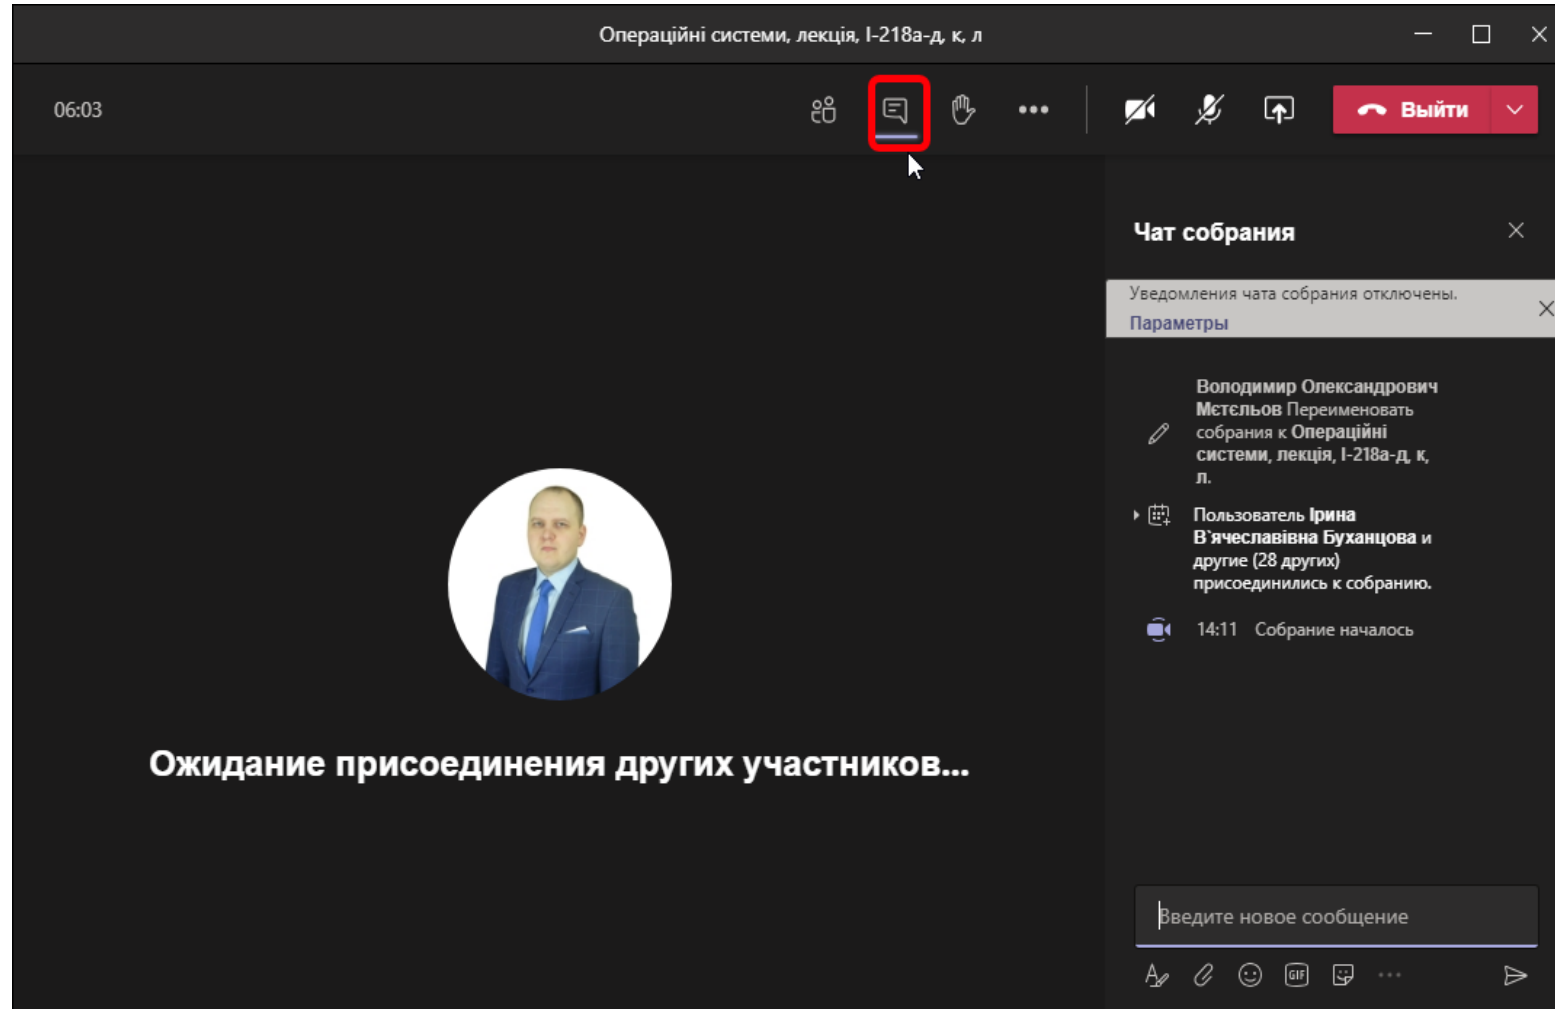 Операційні системи, лекція, І-218а-д, к, л
06:03
Выйти
Чат собрания
Уведомления чата собрания отключены.
Параметры
Володимир Олександрович
Мєтєльов Переименовать
собрания к Операційні
системи, лекція, І-218а-д, к,
л.
Пользователь Ірина
В`ячеславівна Буханцова и
другие (28 других)
присоединились к собранию.
14:11 Собрание началось
Ожидание присоединения других участников...
Введите новое сообщение
GIF